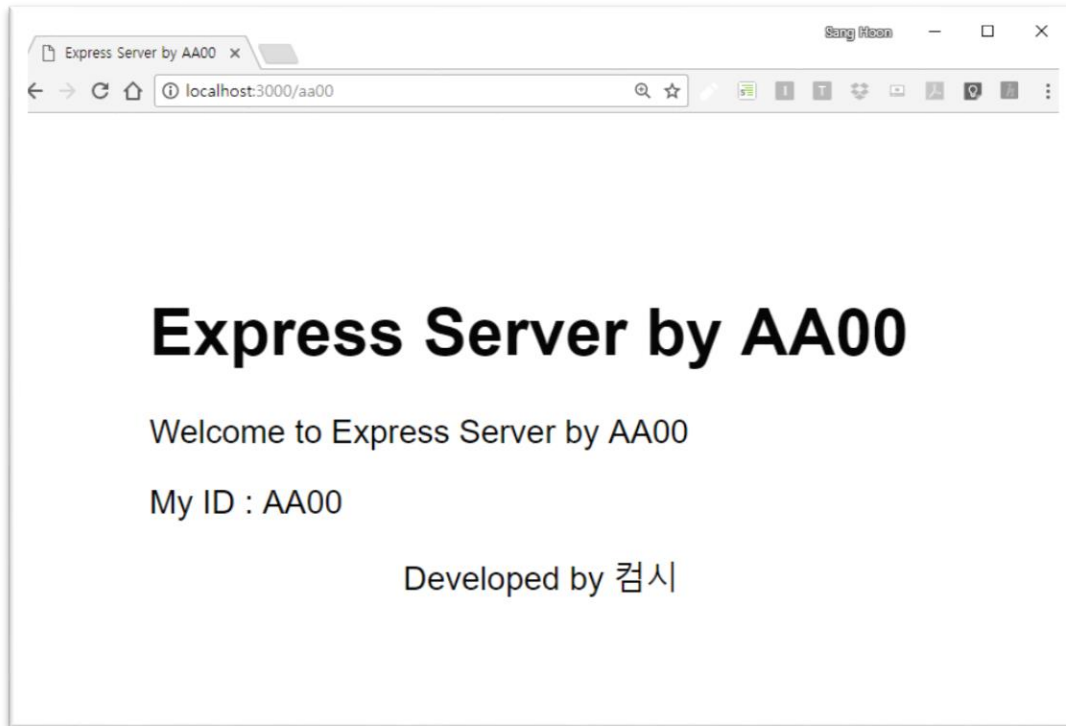 Sang Hoon
Express Server by AA00
localhost:3000/aa00
Express Server by AA00
Welcome to Express Server by AA00
My ID : AA00
Developed by 컴시